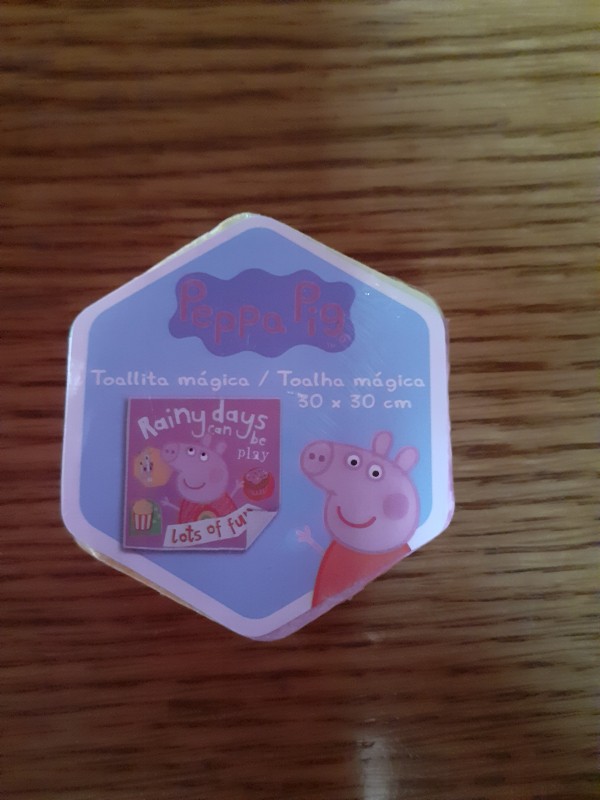 Peppa Pig
Toallita mágica / Toalha mágica
~30 x 30 cm
Rainy days
can be
play
lots of fun